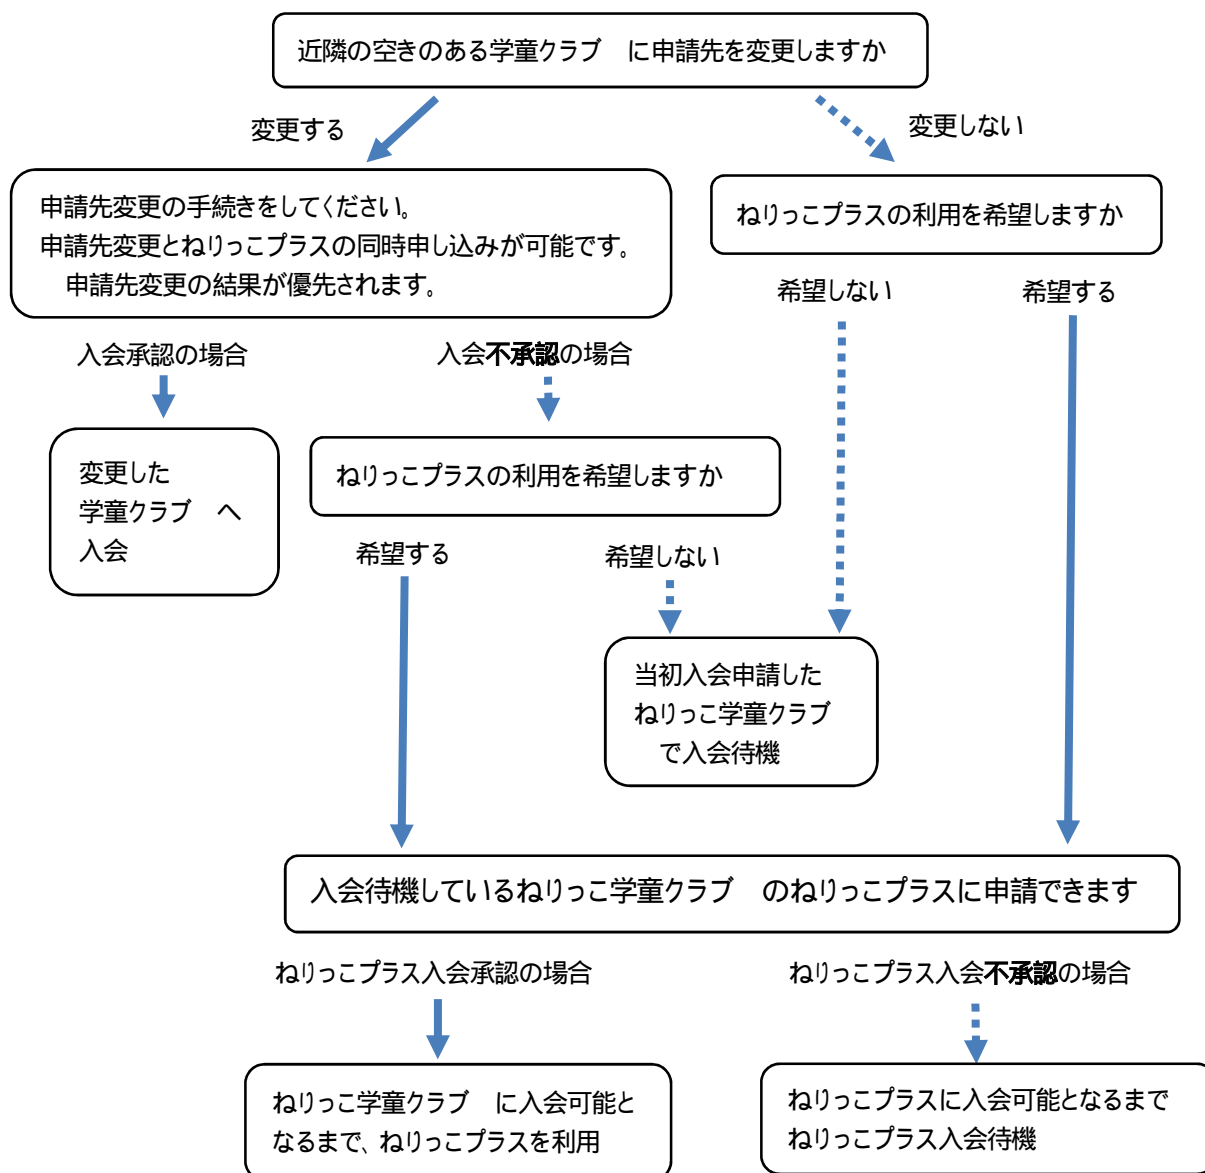 近隣の空きのある学童クラブ　に申請先を変更しますか
変更する
変更しない
申請先変更の手続きをしてください。
申請先変更とねりっこプラスの同時申し込みが可能です。
申請先変更の結果が優先されます。
ねりっこプラスの利用を希望しますか
希望しない
希望する
入会承認の場合
入会不承認の場合
変更した
学童クラブ　へ
入会
ねりっこプラスの利用を希望しますか
希望する
希望しない
当初入会申請した
ねりっこ学童クラブ
で入会待機
入会待機しているねりっこ学童クラブ　のねりっこプラスに申請できます
ねりっこプラス入会承認の場合
ねりっこプラス入会不承認の場合
ねりっこ学童クラブ　に入会可能と
なるまで、ねりっこプラスを利用
ねりっこプラスに入会可能となるまで
ねりっこプラス入会待機